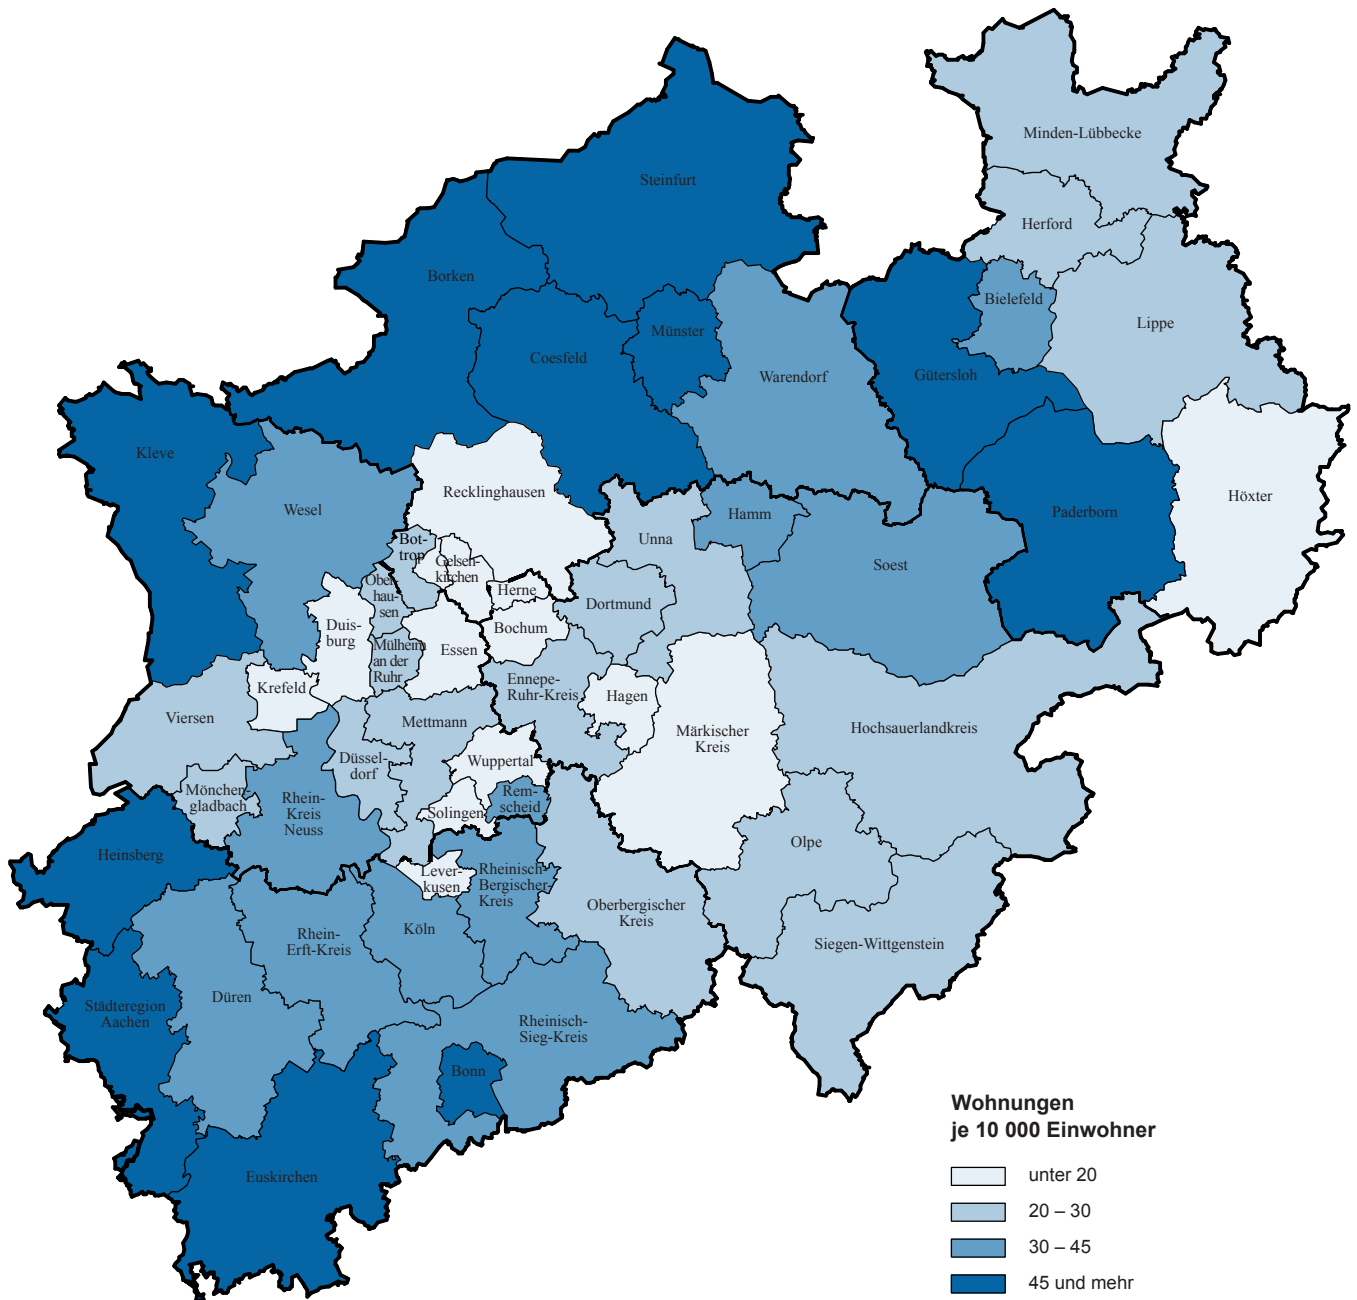 Minden-Lübbecke
Steinfurt
Herford
Borken
Bielefeld
Lippe
Münster
Coesfeld
Warendorf
Gütersloh
Kleve
Recklinghausen
Höxter
Wesel
Hamm
Paderborn
Unna
Bot-
trop
Gelsen-
kirchen
Soest
Ober-
hau-
sen
Herne
Dortmund
Duis-
burg
Bochum
Mülheim
an der
Ruhr
Essen
Krefeld
Ennepe-
Ruhr-Kreis
Hagen
Viersen
Mettmann
Märkischer
Kreis
Hochsauerlandkreis
Düssel-
dorf
Wuppertal
Mönchen-
gladbach
Rhein-
Kreis
Neuss
Rem-
scheid
Solingen
Heinsberg
Olpe
Lever-
kusen
Rheinisch-
Bergischer
Kreis
Oberbergischer
Kreis
Köln
Rhein-
Erft-Kreis
Siegen-Wittgenstein
Düren
Städteregion
Aachen
Rheinisch-
Sieg-Kreis
Bonn
Euskirchen
Wohnungen
je 10 000 Einwohner
unter 20
20 – 30
30 – 45
45 und mehr